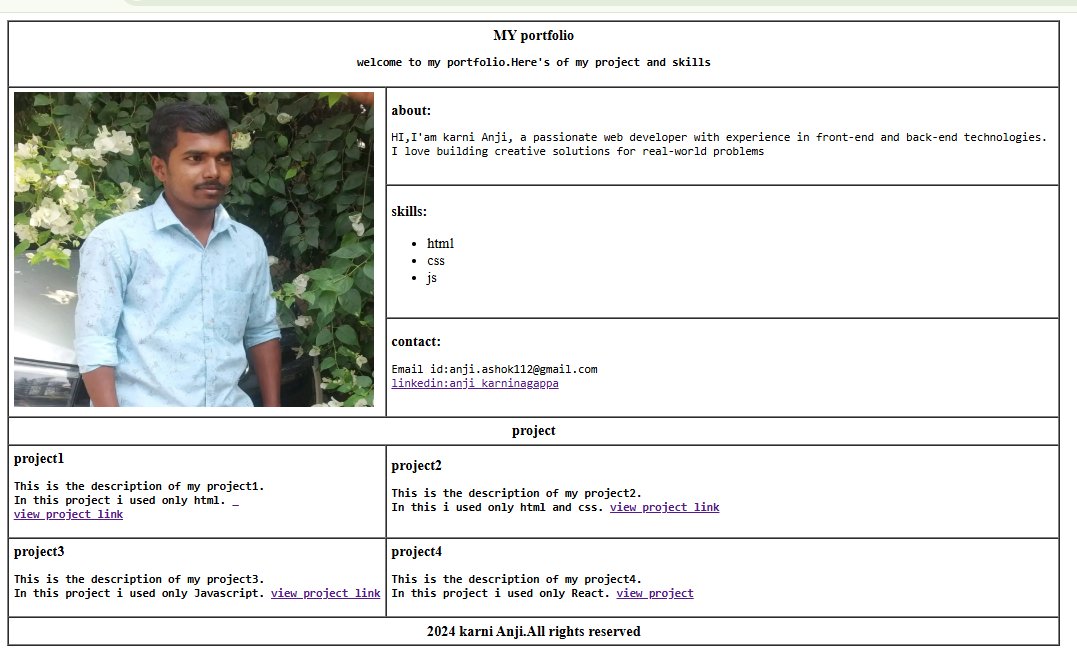 MY portfolio
welcome to my portfolio.Here's of my project and skills
about:
HI,I'am karni Anji, a passionate web developer with experience in front-end and back-end technologies.
I love building creative solutions for real-world problems
skills:
• html
• css
• js
contact:
Email id:anji.ashok112@gmail.com
linkedin:anji karninagappa
project
project1
This is the description of my project1.
In this project i used only html. _
view project link
project2
This is the description of my project2.
In this i used only html and css. view project link
project3
This is the description of my project3.
In this project i used only Javascript. view project link
project4
This is the description of my project4.
In this project i used only React. view project
2024 karni Anji.All rights reserved